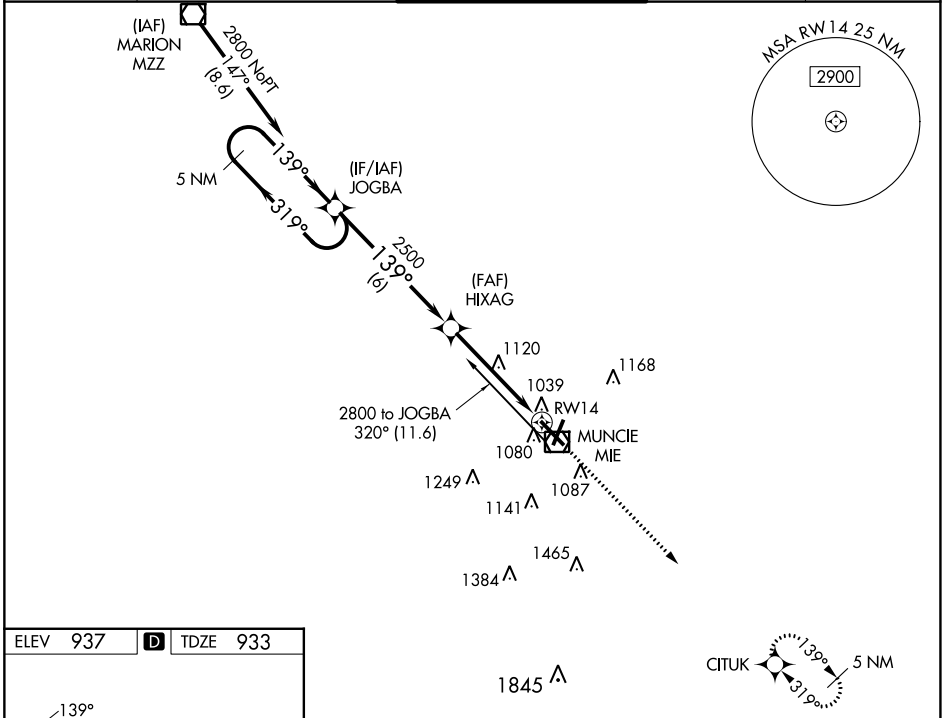 (IAF)
MARION
MZZ
2800 NoPT
147°
(8.6)
MSA RW14 25 NM
2900
5 NM
139°
319°
(IF/IAF)
JOGBA
2500
139°
(6)
(FAF)
HIXAG
1120
1168
1039
RW14
2800 to JOGBA
320° (11.6)
1080
MUNCIE
MIE
1249
1087
1141
1465
1384
ELEV 937 D TDZE 933
139°
1845
CITUK
139°
319°
5 NM